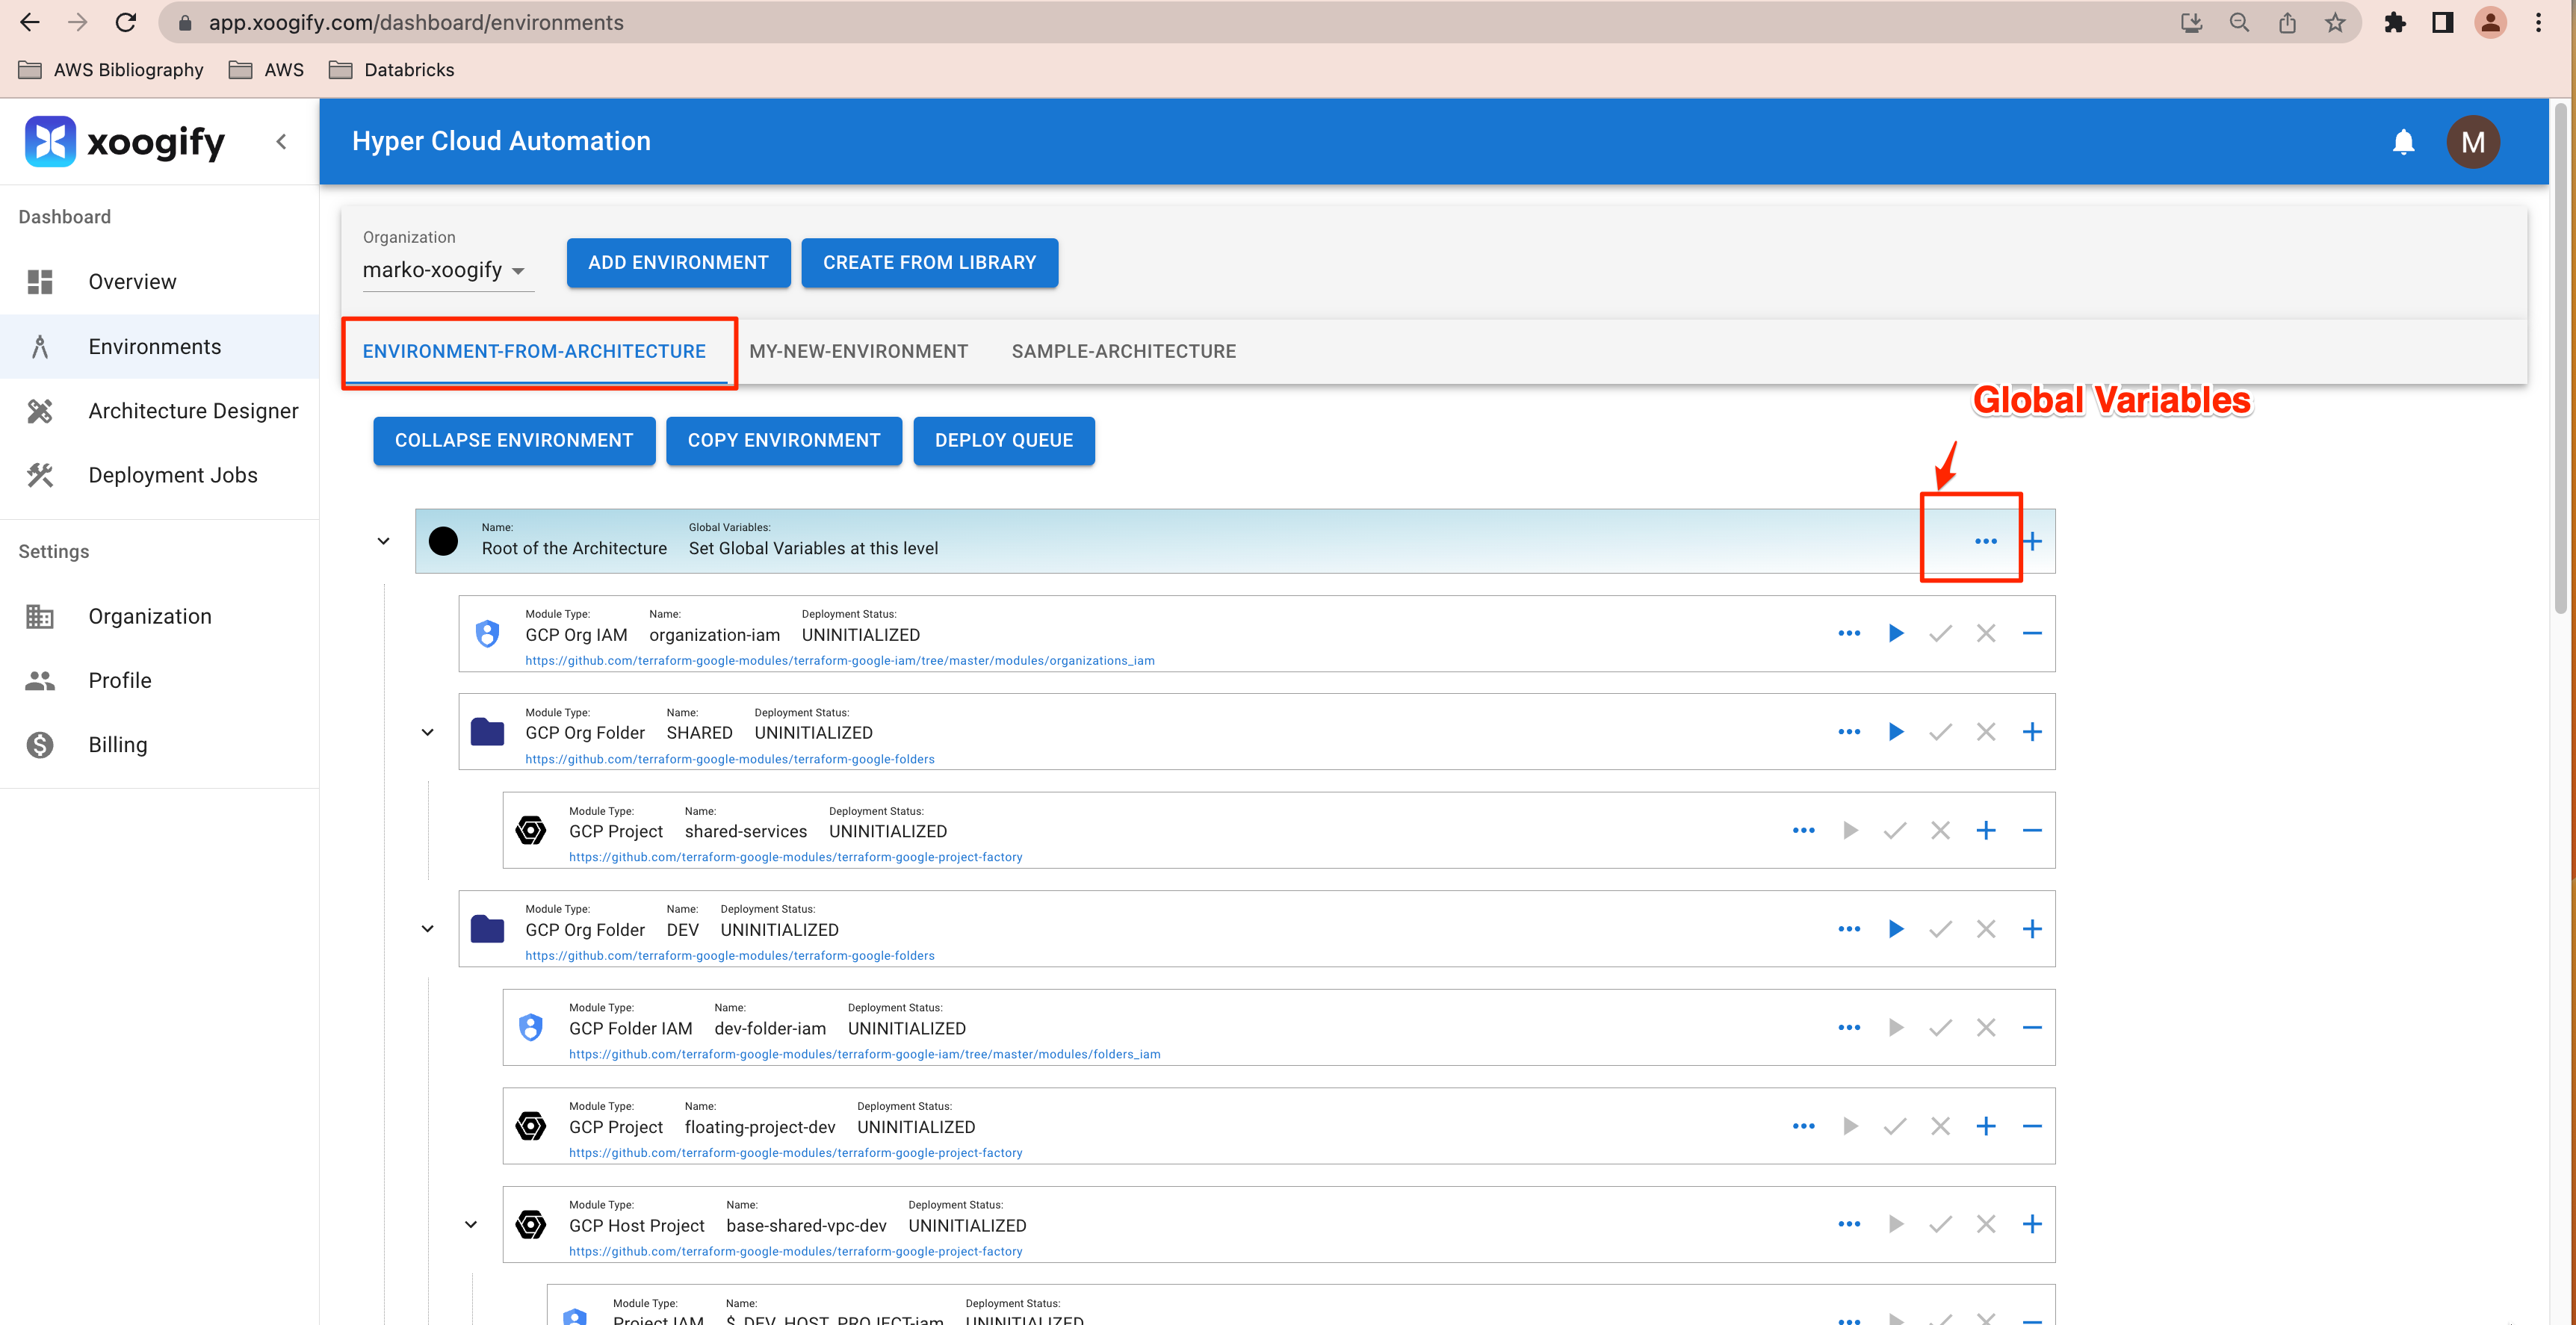 app.xoogify.com/dashboard/environments
AWS Bibliography AWS Databricks
xoogify
Hyper Cloud Automation
M
Dashboard
Overview
Environments
Architecture Designer
Deployment Jobs
Settings
Organization
Profile
Billing
Organization
marko-xoogify
ADD ENVIRONMENT CREATE FROM LIBRARY
ENVIRONMENT-FROM-ARCHITECTURE MY-NEW-ENVIRONMENT SAMPLE-ARCHITECTURE
Global Variables
COLLAPSE ENVIRONMENT COPY ENVIRONMENT DEPLOY QUEUE
Name: Global Variables:
Root of the Architecture Set Global Variables at this level
Module Type: Name: Deployment Status:
GCP Org IAM organization-iam UNINITIALIZED
https://github.com/terraform-google-modules/terraform-google-iam/tree/master/modules/organizations_iam
Module Type: Name: Deployment Status:
GCP Org Folder SHARED UNINITIALIZED
https://github.com/terraform-google-modules/terraform-google-folders
Module Type: Name: Deployment Status:
GCP Project shared-services UNINITIALIZED
https://github.com/terraform-google-modules/terraform-google-project-factory
Module Type: Name: Deployment Status:
GCP Org Folder DEV UNINITIALIZED
https://github.com/terraform-google-modules/terraform-google-folders
Module Type: Name: Deployment Status:
GCP Folder IAM dev-folder-iam UNINITIALIZED
https://github.com/terraform-google-modules/terraform-google-iam/tree/master/modules/folders_iam
Module Type: Name: Deployment Status:
GCP Project floating-project-dev UNINITIALIZED
https://github.com/terraform-google-modules/terraform-google-project-factory
Module Type: Name: Deployment Status:
GCP Host Project base-shared-vpc-dev UNINITIALIZED
https://github.com/terraform-google-modules/terraform-google-project-factory
Module Type: Name: Deployment Status:
Project IAM $_DEV_HOST_PROJECT-iam UNINITIALIZED